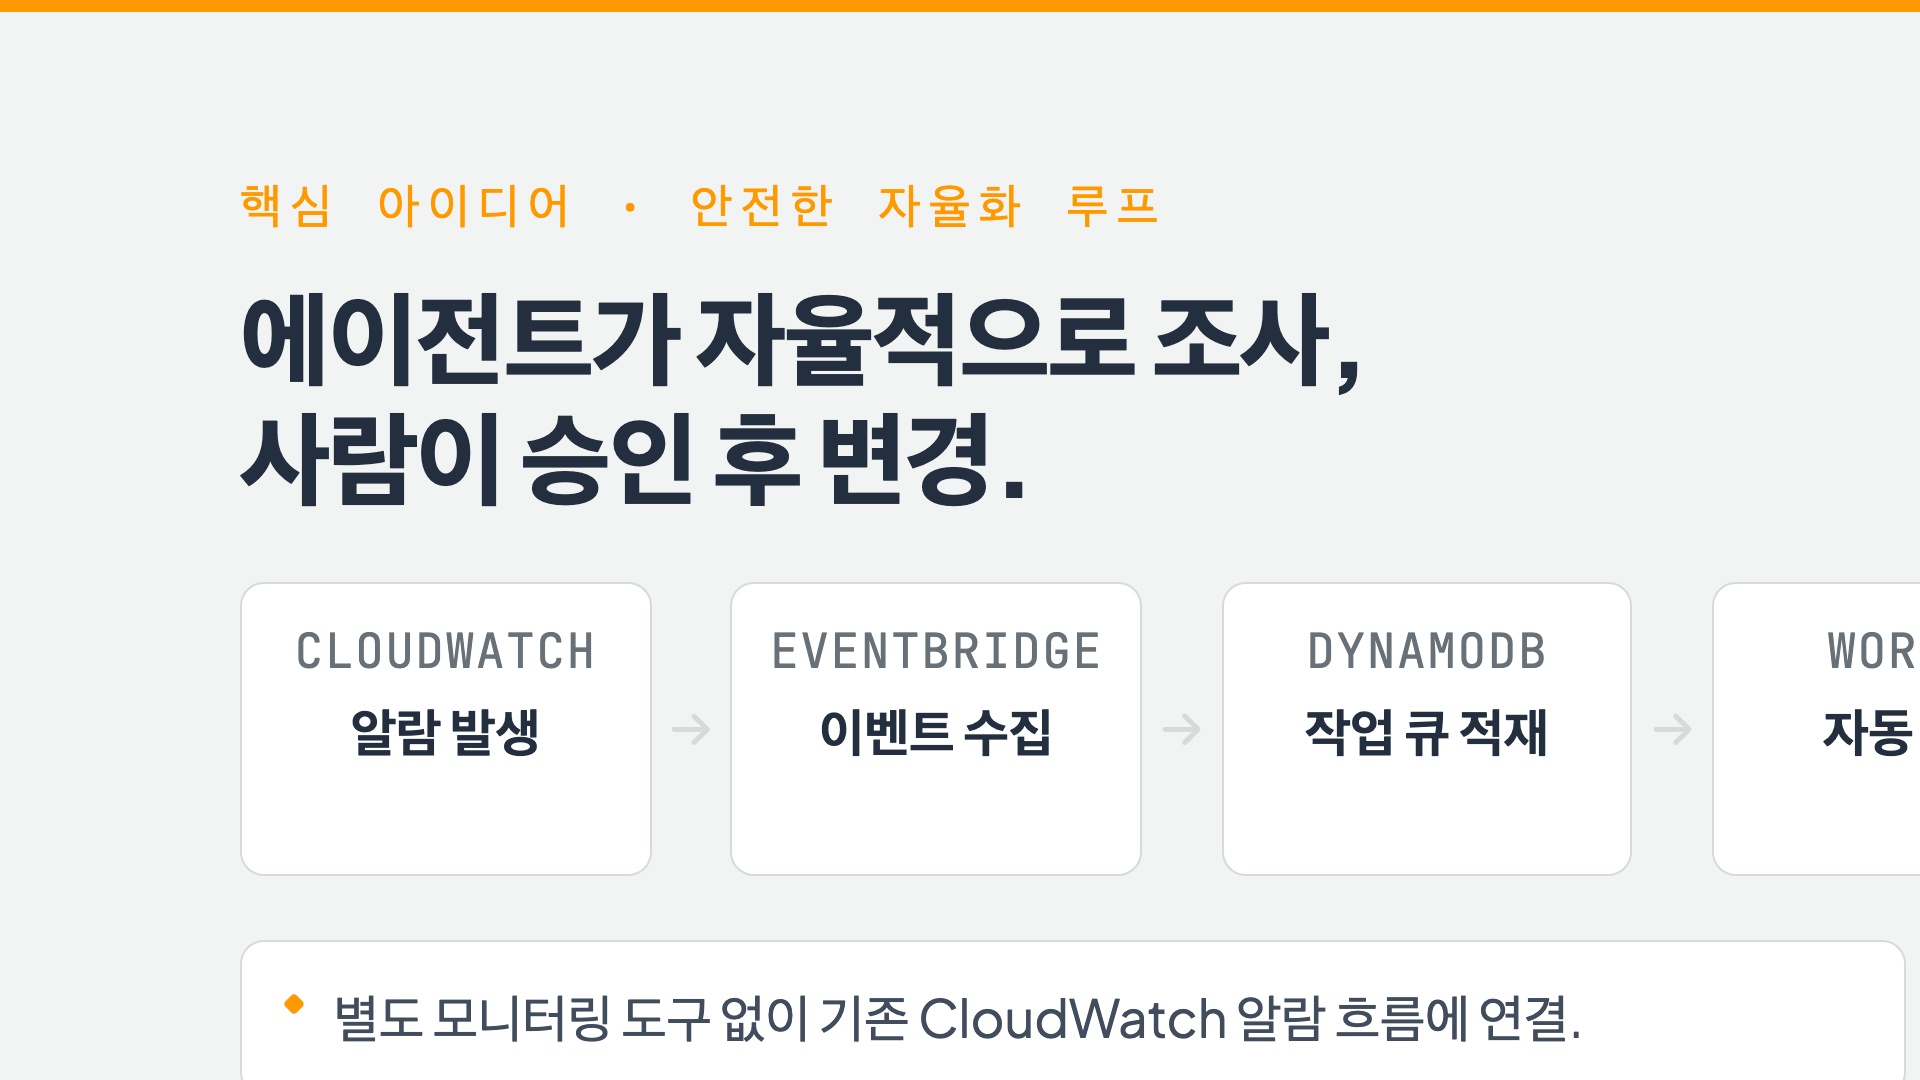 핵심 아이디어 · 안전한 자율화 루프
에이전트가 자율적으로 조사,
사람이 승인 후 변경.
CLOUDWATCH
알람 발생
EVENTBRIDGE
이벤트 수집
DYNAMODB
작업 큐 적재
WOR
자동
별도 모니터링 도구 없이 기존 CloudWatch 알람 흐름에 연결.